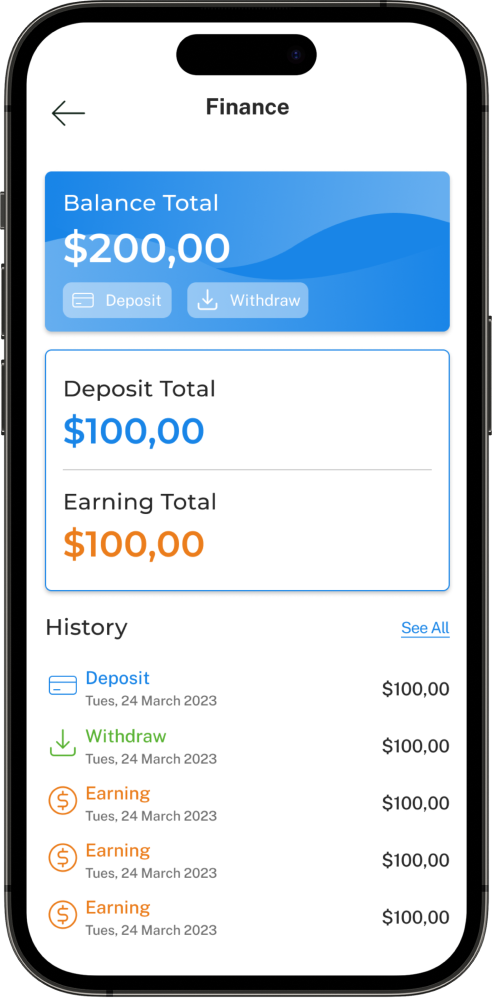 Finance
Balance Total
$200,00
Deposit
Withdraw
Deposit Total
$100,00
Earning Total
$100,00
History
See All
Deposit
$100,00
Tues, 24 March 2023
Withdraw
$100,00
Tues, 24 March 2023
Earning
$100,00
Tues, 24 March 2023
Earning
$100,00
Tues, 24 March 2023
Earning
$100,00
Tues, 24 March 2023